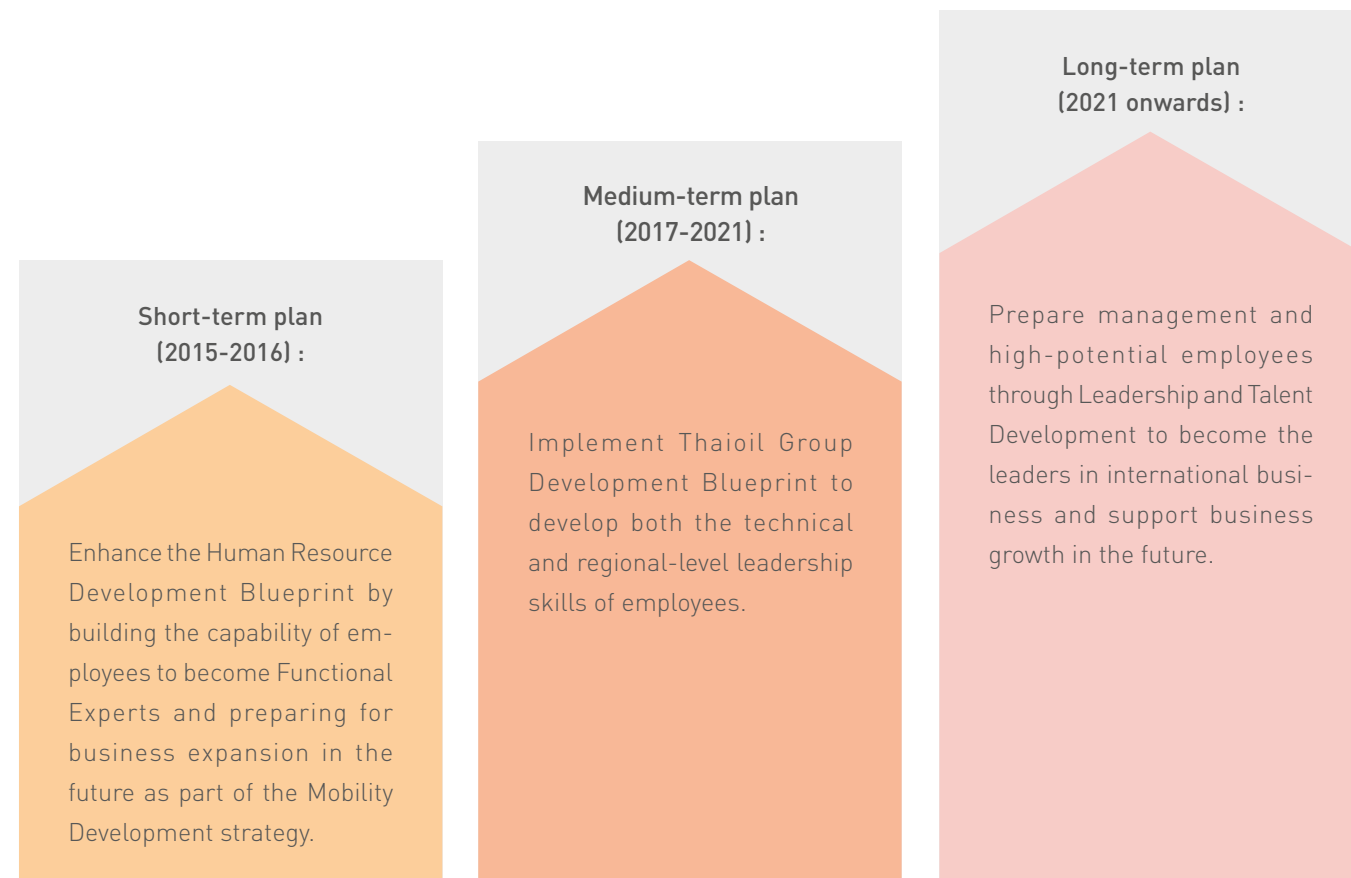 Short-term plan
(2015-2016) :
Enhance the Human Resource
Development Blueprint by
building the capability of em-
ployees to become Functional
Experts and preparing for
business expansion in the
future as part of the Mobility
Development strategy.
Medium-term plan
(2017-2021) :
Implement Thaioil Group
Development Blueprint to
develop both the technical
and regional-level leadership
skills of employees.
Long-term plan
(2021 onwards) :
Prepare management and
high-potential employees
through Leadership and Talent
Development to become the
leaders in international busi-
ness and support business
growth in the future.